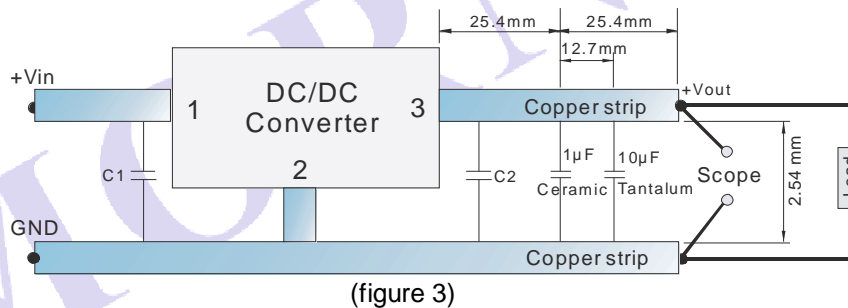 25.4mm 25.4mm
12.7mm
+Vin
+Vout
DC/DC
Converter
1
3
2
Copper strip
C1
C2
1µF
Ceramic
10µF
Tantalum
Scope
2.54 mm
Load
GND
Copper strip
(figure 3)